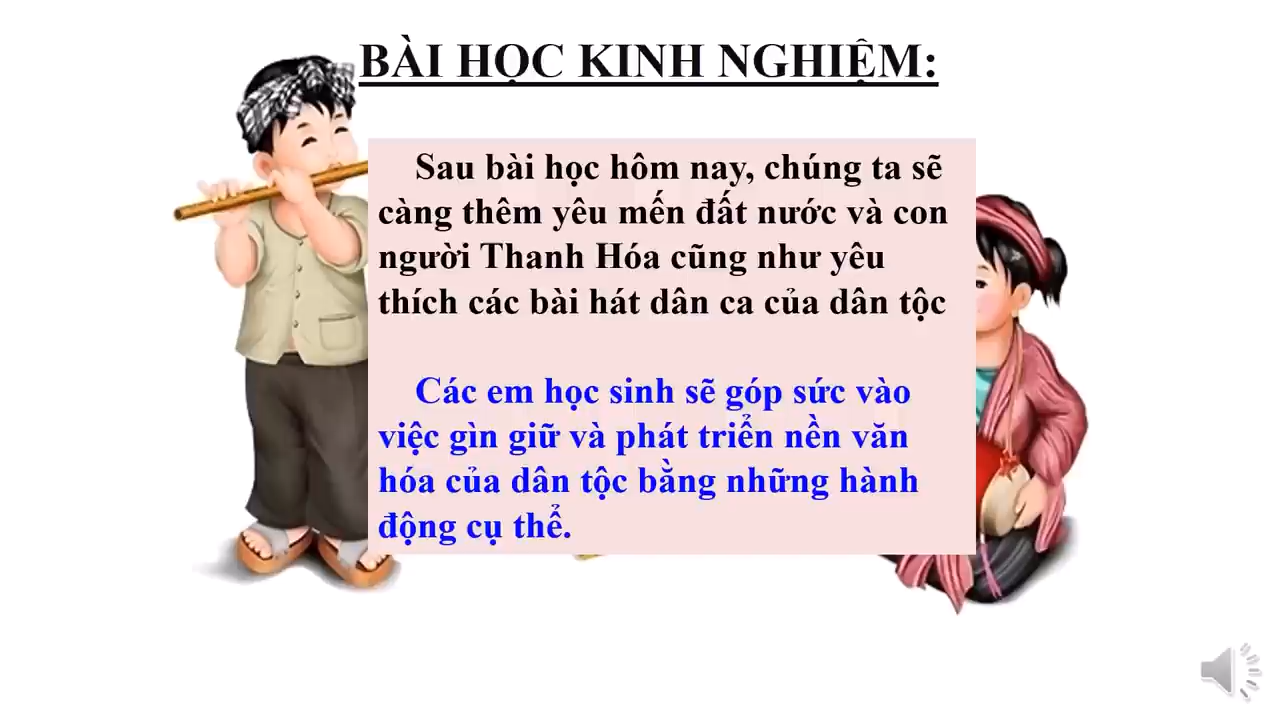 BÀI HỌC KINH NGHIỆM:
Sau bài học hôm nay, chúng ta sẽ
càng thêm yêu mến đất nước và con
người Thanh Hóa cũng như yêu
thích các bài hát dân ca của dân tộc
Các em học sinh sẽ góp sức vào
việc gìn giữ và phát triển nền văn
hóa của dân tộc bằng những hành
động cụ thể.